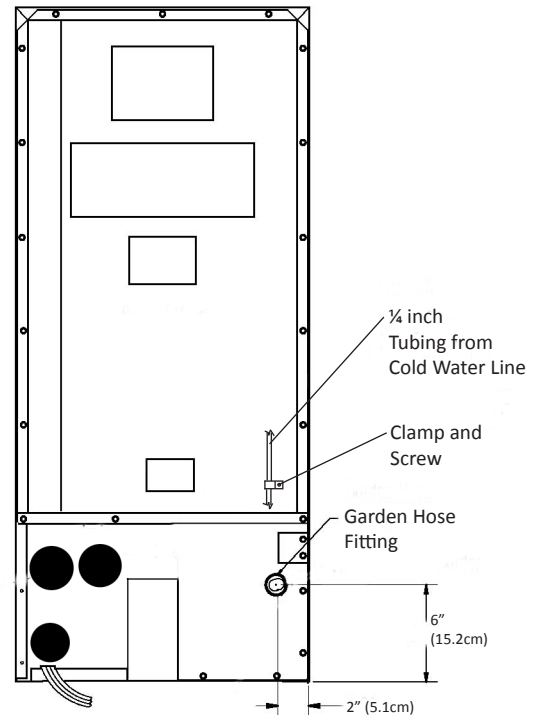 ¼ inch
Tubing from
Cold Water Line
Clamp and
Screw
Garden Hose
Fitting
6”
(15.2cm)
2” (5.1cm)